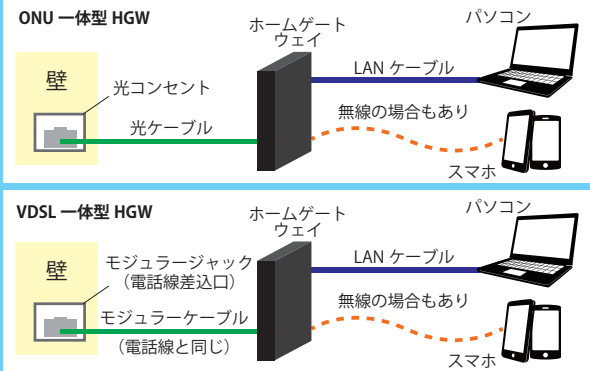 ONU 一体型 HGW
ホームゲート
ウェイ
パソコン
壁
光コンセント
LAN ケーブル
光ケーブル
無線の場合もあり
スマホ
VDSL 一体型 HGW
ホームゲート
ウェイ
パソコン
壁
モジュラージャック
（電話線差込口）
LAN ケーブル
モジュラーケーブル
（電話線と同じ）
無線の場合もあり
スマホ